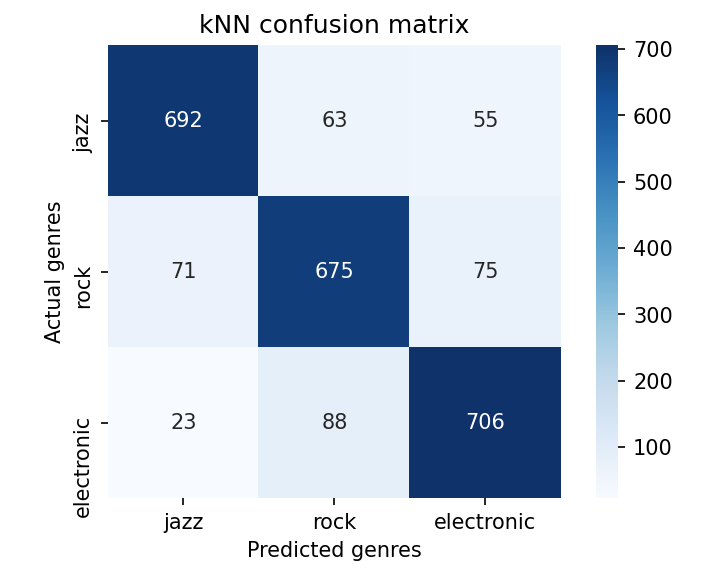 kNN confusion matrix
Actual genres
jazz
rock
electronic
692 63 55
71 675 75
23 88 706
jazz rock electronic
Predicted genres
700
600
500
400
300
200
100